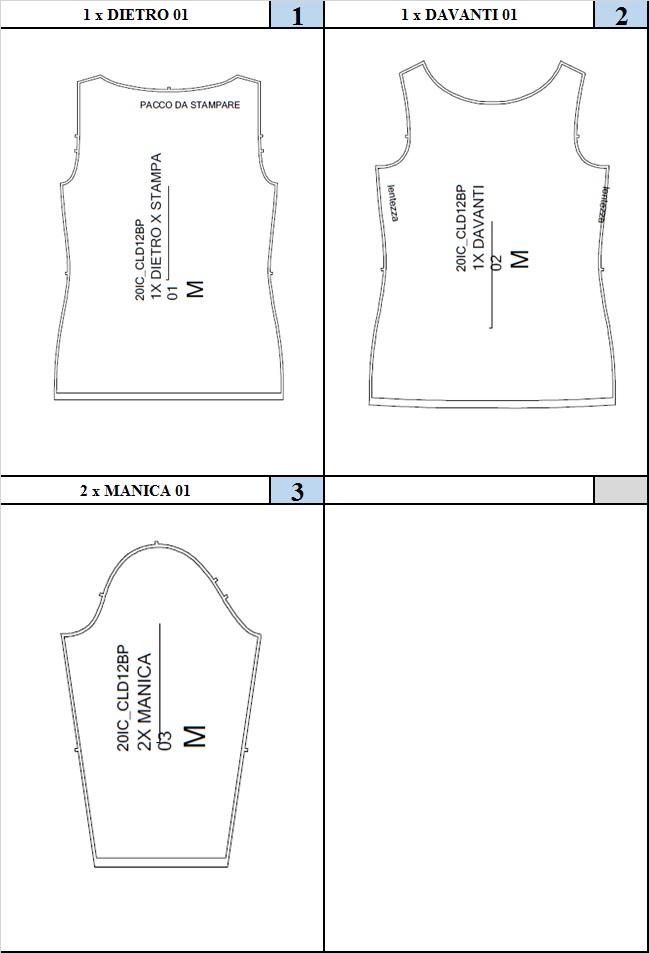 1 x DIETRO 01
1
1 x DAVANTI 01
2
PACCO DA STAMPARE
20IC_CLD12BP
1X DIETRO X STAMPA
01
M
lentezza
20IC_CLD12BP
1X DAVANTI
02
M
lentezza
2 x MANICA 01
3
20IC_CLD12BP
2X MANICA
03
M